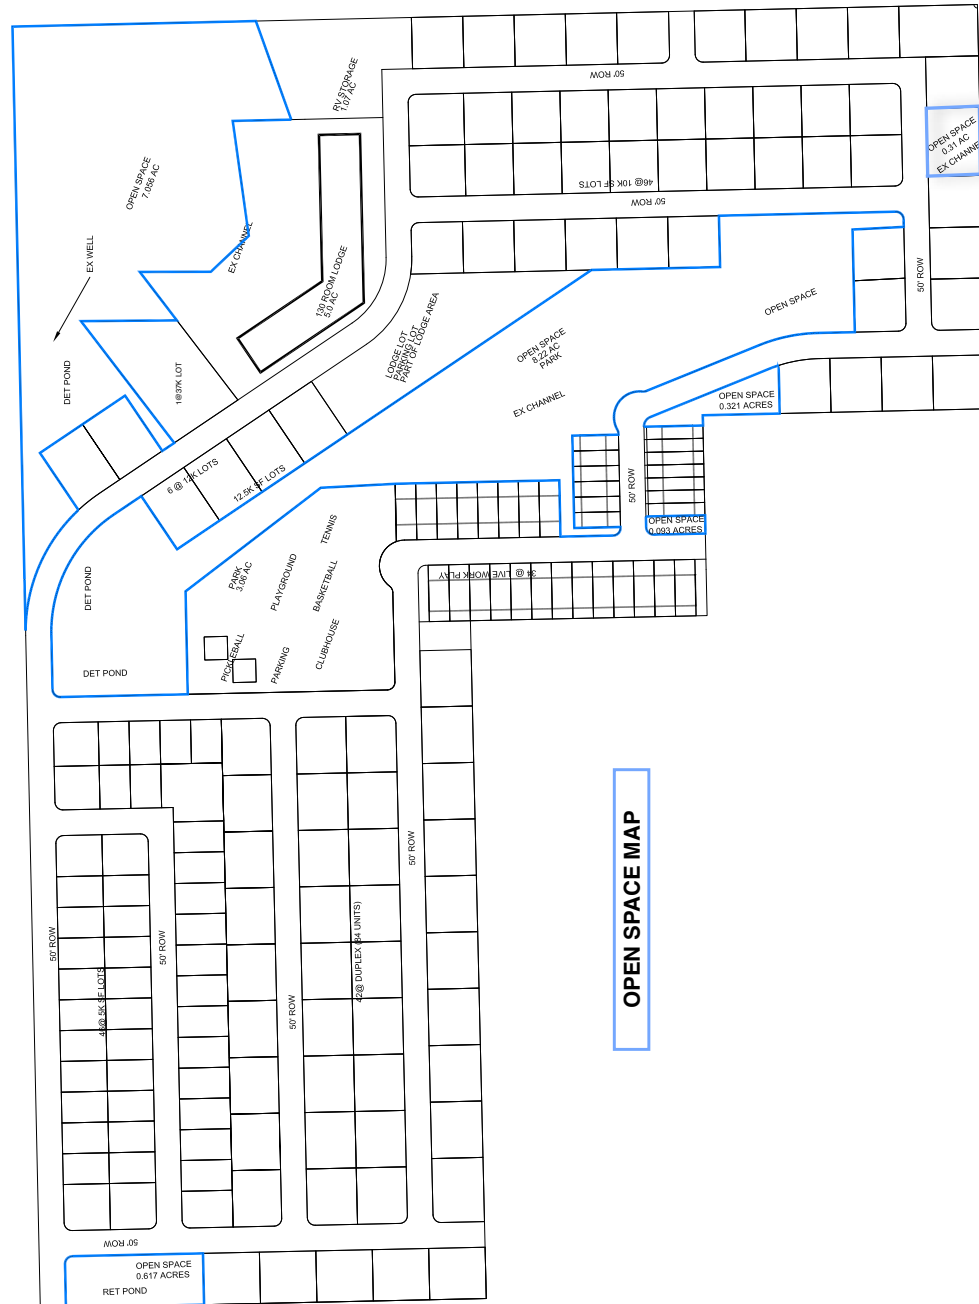 50' ROW
RV STORAGE
1.07 AC
OPEN SPACE
0.31 AC
EX CHANNEL
OPEN SPACE
7.056 AC
46@ 10K SF LOTS
50' ROW
EX CHANNEL
EX WELL
130 ROOM LODGE
5.0 AC
50' ROW
OPEN SPACE
LODGE LOT
PARKING LOT
PART OF LODGE AREA
OPEN SPACE
8.22 AC
PARK
DET POND
1@37K LOT
EX CHANNEL
OPEN SPACE
0.321 ACRES
6 @ 12K LOTS
12.5K SF LOTS
50' ROW
OPEN SPACE
0.093 ACRES
TENNIS
DET POND
PARK
3.06 AC
PLAYGROUND
BASKETBALL
34 @ LIVE WORK PLAY
PICKLEBALL
PARKING
CLUBHOUSE
DET POND
50' ROW
OPEN SPACE MAP
50' ROW
50' ROW
42@ DUPLEX (84 UNITS)
46@ 5K SF LOTS
50' ROW
50' ROW
OPEN SPACE
0.617 ACRES
RET POND